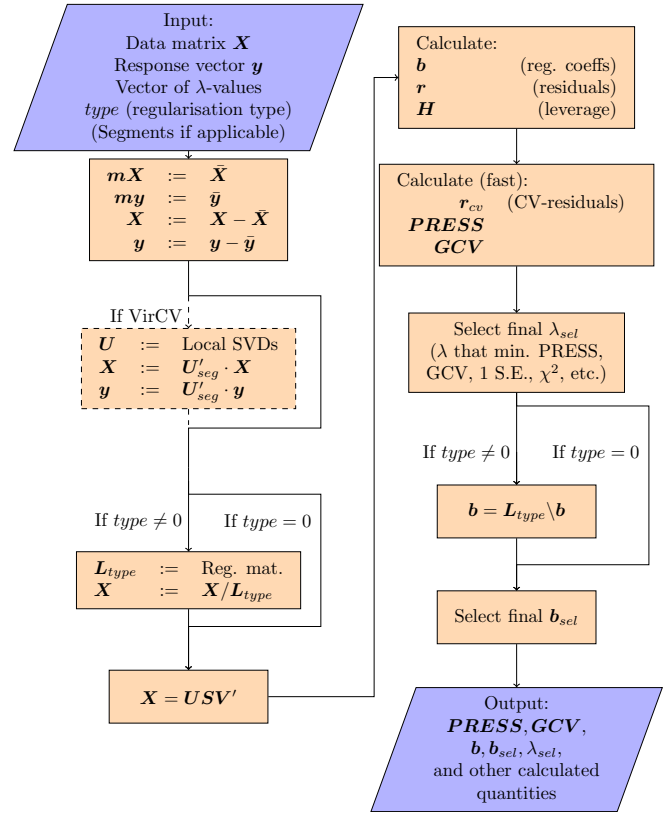 Input:
Data matrix X
Response vector y
Vector of λ-values
type (regularisation type)
(Segments if applicable)
mX := X̄
my := ȳ
X := X − X̄
y := y − ȳ
If VirCV
U := Local SVDs
X := U′seg · X
y := U′seg · y
If type ≠ 0
If type = 0
Ltype := Reg. mat.
X := X/Ltype
X = USV′
Calculate:
b (reg. coeffs)
r (residuals)
H (leverage)
Calculate (fast):
rcv (CV-residuals)
PRESS
GCV
Select final λsel
(λ that min. PRESS,
GCV, 1 S.E., χ², etc.)
If type ≠ 0
If type = 0
b = Ltype\b
Select final bsel
Output:
PRESS, GCV,
b, bsel, λsel,
and other calculated
quantities